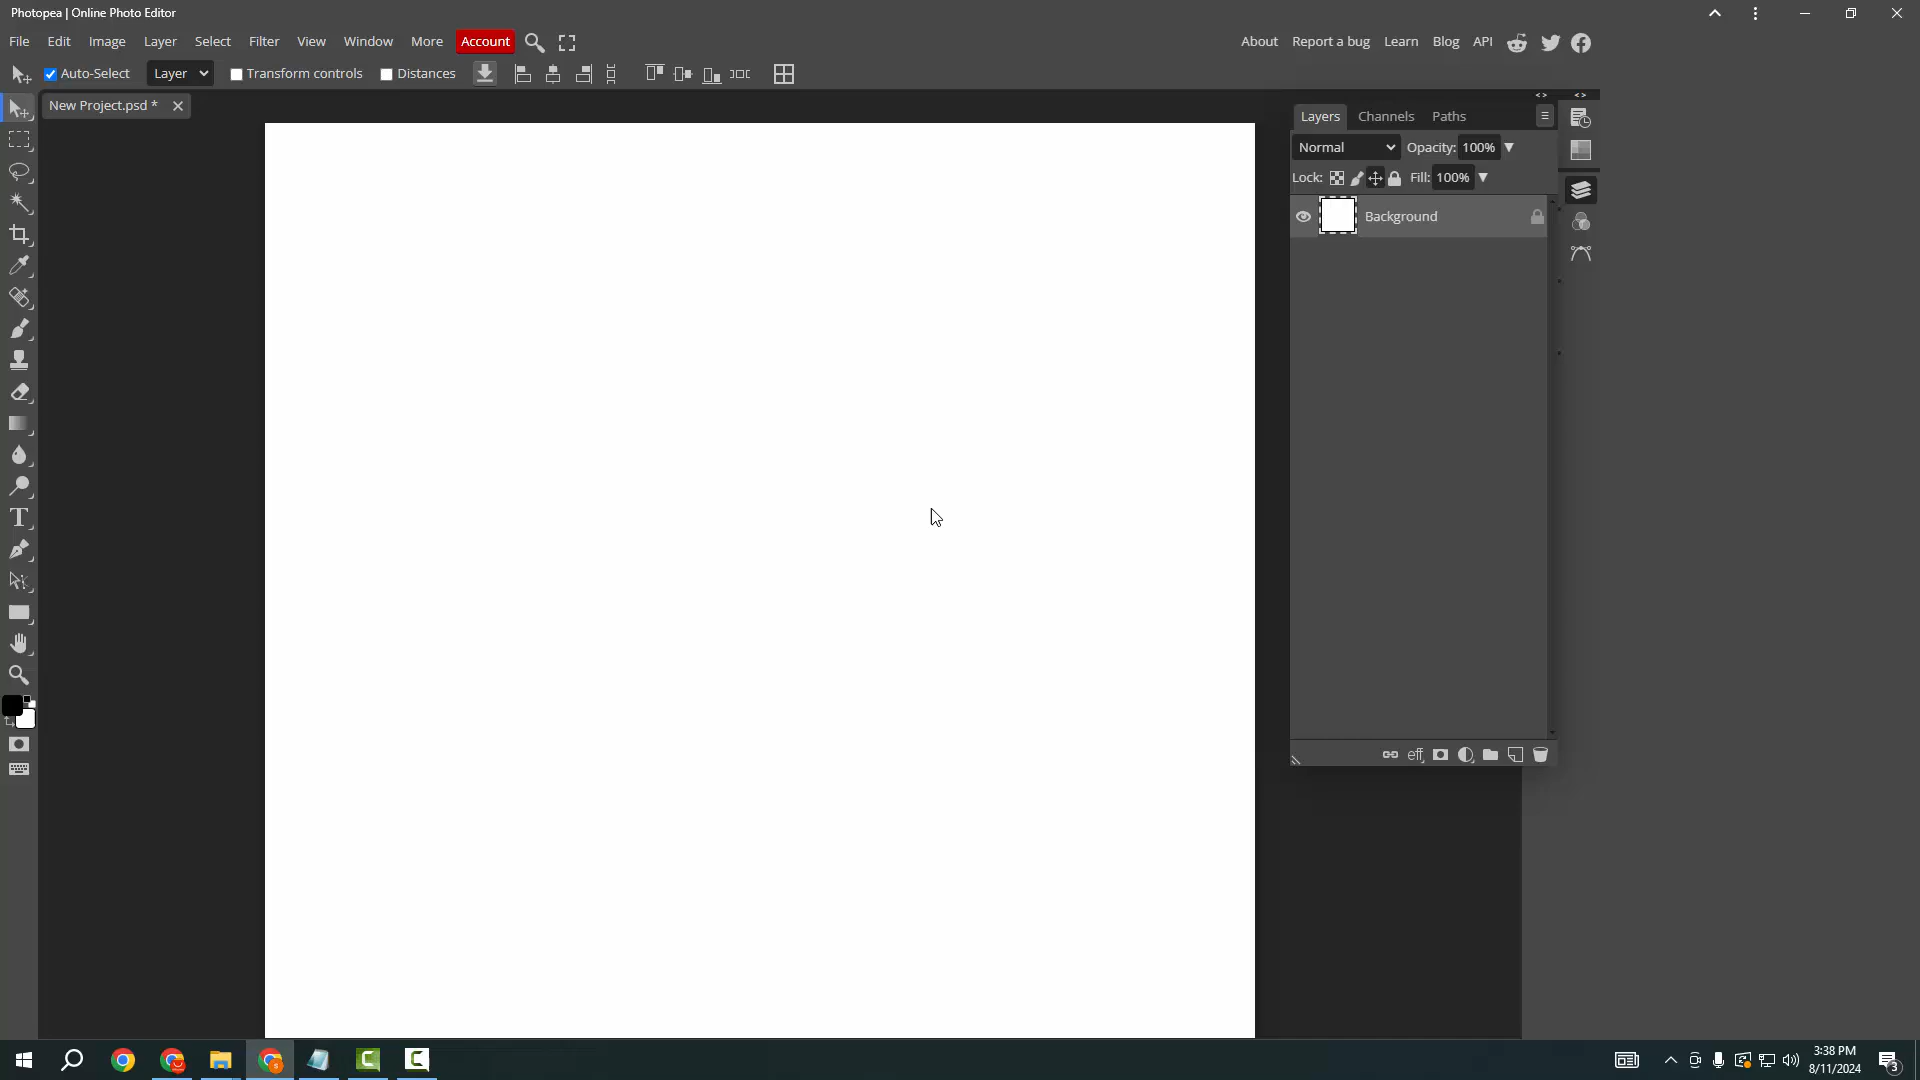 Photopea | Online Photo Editor
File Edit Image Layer Select Filter View Window More Account About Report a bug Learn Blog API
Auto-Select Layer Transform controls Distances
New Project.psd *
Layers Channels Paths
Normal Opacity: 100%
Lock: Fill: 100%
Background
eff
3:38 PM
8/11/2024
3